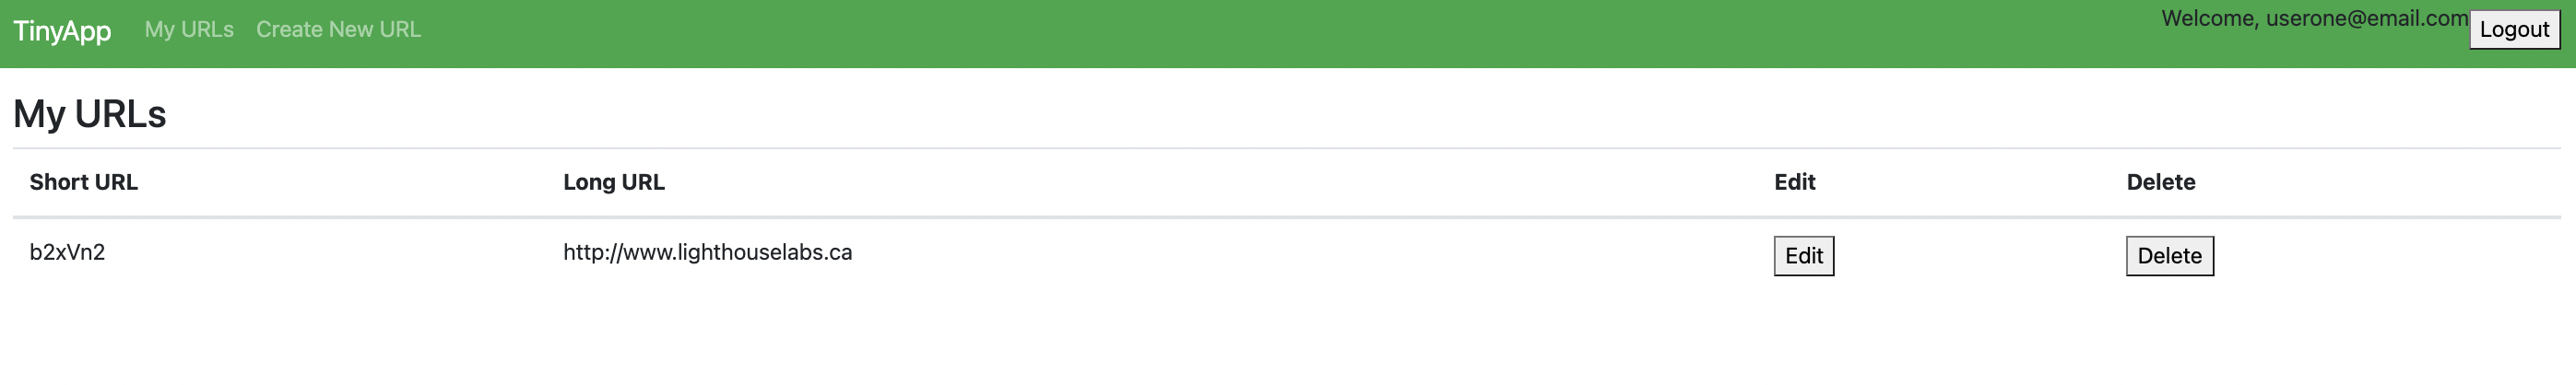 TinyApp My URLs Create New URL Welcome, userone@email.com Logout
My URLs
Short URL Long URL Edit Delete
b2xVn2 http://www.lighthouselabs.ca Edit Delete